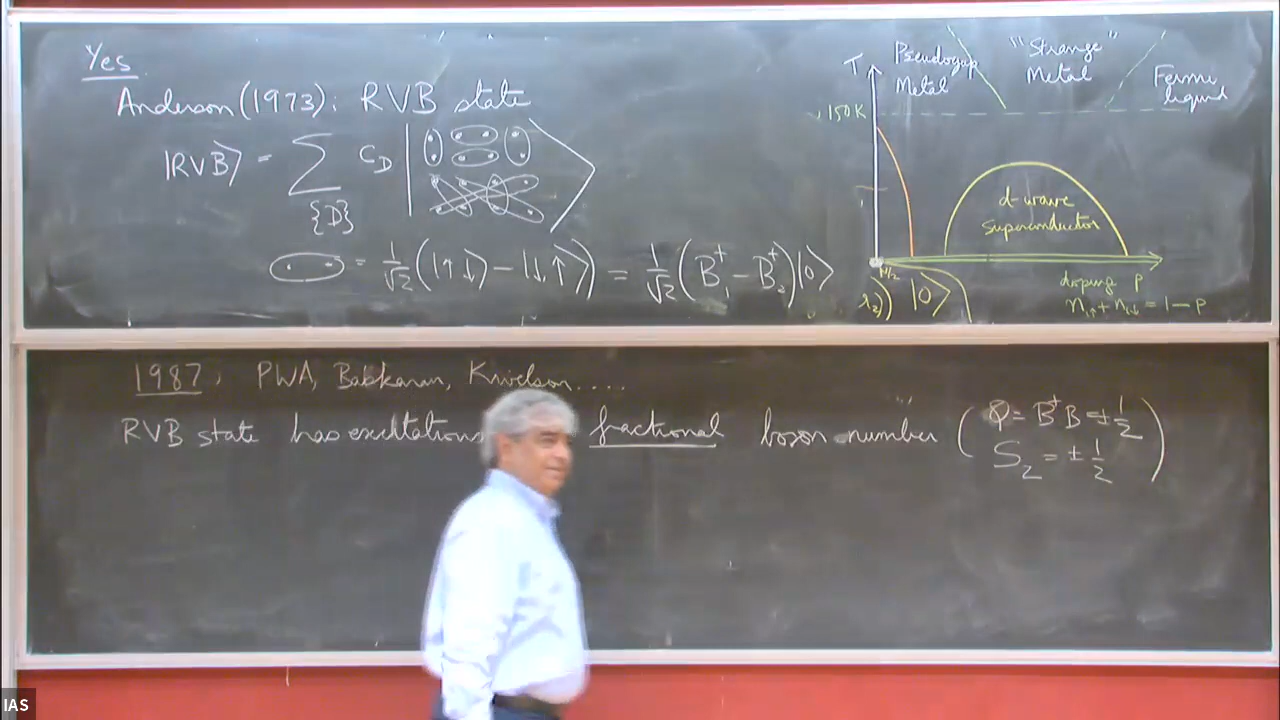 Yes
Anderson (1973): RVB state
|RVB⟩ = ∑ C_D |
{D}
= 1/√2 (|↑↓⟩ - |↓↑⟩) = 1/√2 (B₁† - B₂†)|0⟩
T
Pseudogap
Metal
"Strange"
Metal
Fermi
liquid
~150K
d-wave
superconductor
doping p
n_{i↑} + n_{i↓} = 1 - p
|0⟩
1987: PWA, Baskaran, Kivelson.....
RVB state has excitations fractional boson number (Q = B†B = ± 1/2
S_z = ± 1/2)
IAS